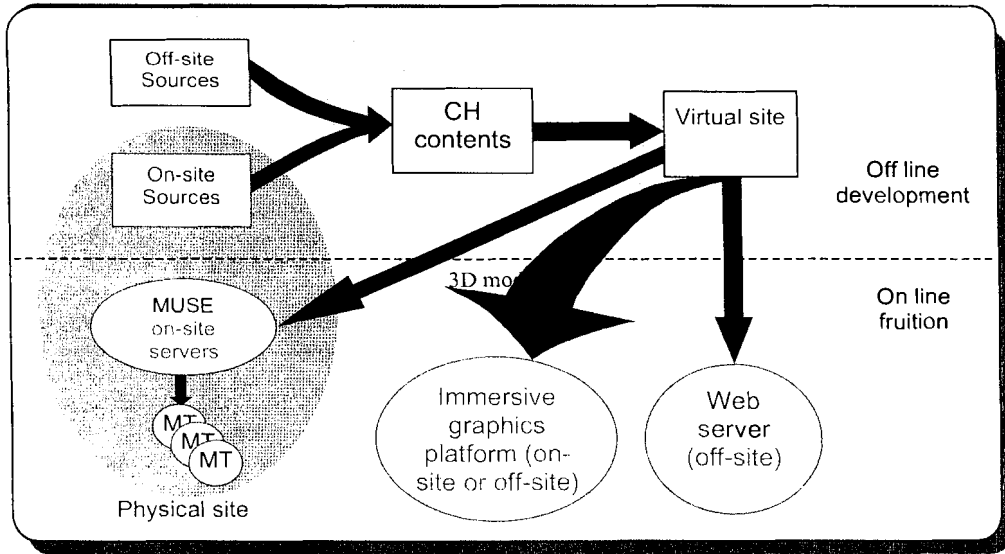 Off-site
Sources
CH
contents
Virtual site
On-site
Sources
Off line
development
3D
MUSE
on-site
servers
On line
fruition
MT
MT
MT
Immersive
graphics
platform (on-
site or off-site)
Web
server
(off-site)
Physical site